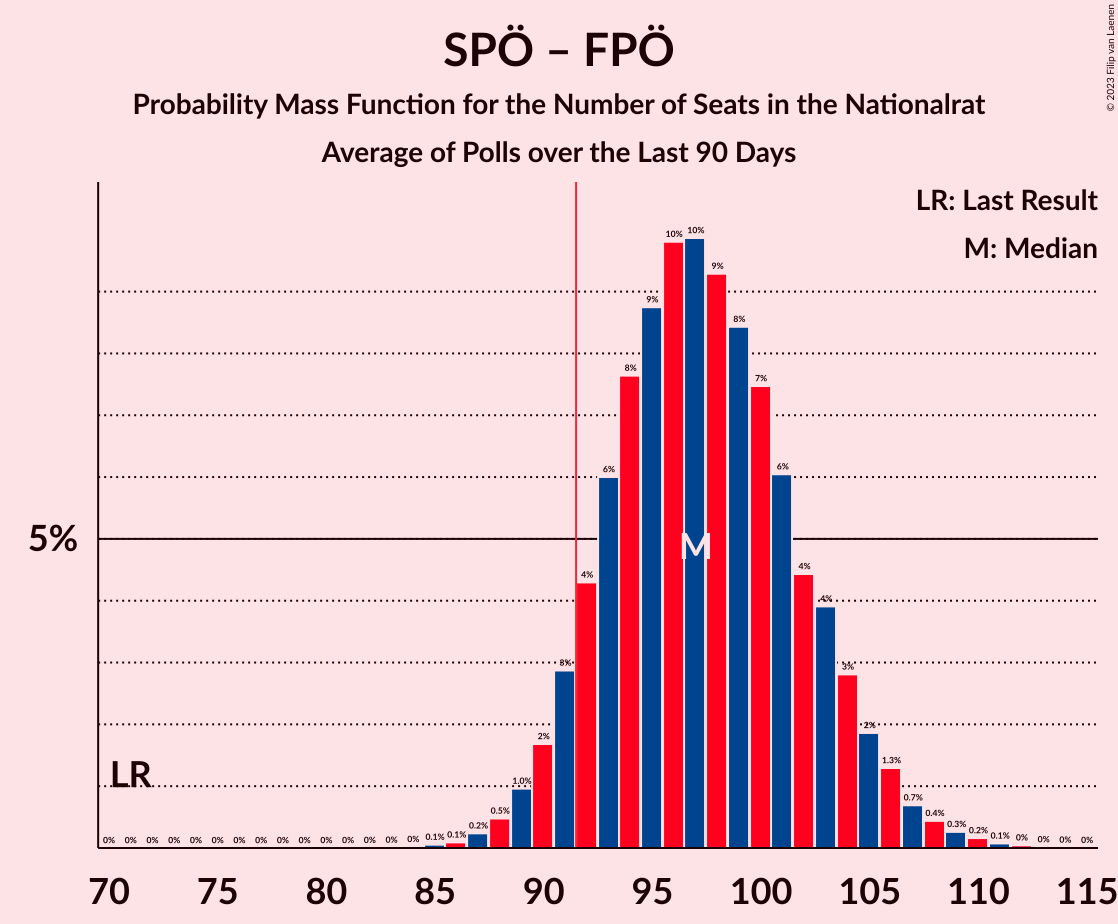 SPÖ – FPÖ
Probability Mass Function for the Number of Seats in the Nationalrat
Average of Polls over the Last 90 Days
© 2023 Filip van Laenen
LR: Last Result
M: Median
5%
LR
M
0% 0% 0% 0% 0% 0% 0% 0% 0% 0% 0% 0% 0% 0% 0% 0.1% 0.1% 0.2% 0.5% 1.0% 2% 8% 4% 6% 8% 9% 10% 10% 9% 8% 7% 6% 4% 4% 3% 2% 1.3% 0.7% 0.4% 0.3% 0.2% 0.1% 0% 0% 0% 0%
70 75 80 85 90 95 100 105 110 115